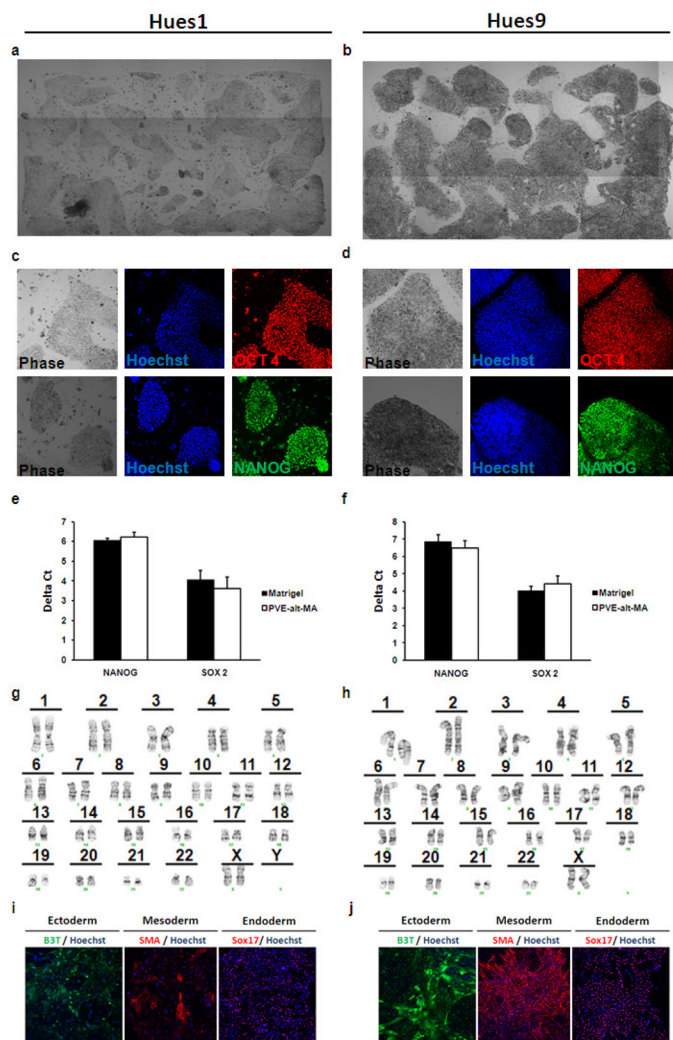 Hues1 Hues9
a b
c d
Phase Hoechst OCT 4 Phase Hoechst OCT 4
Phase Hoechst NANOG Phase Hoecsht NANOG
e f
7
6
5
4
3
2
1
0
Delta Ct
NANOG SOX 2
Matrigel
PVE-alt-MA
8
7
6
5
4
3
2
1
0
Delta Ct
NANOG SOX 2
Matrigel
PVE-alt-MA
g h
1 2 3 4 5
6 7 8 9 10 11 12
13 14 15 16 17 18
19 20 21 22 X Y
1 2 3 4 5
6 7 8 9 10 11 12
13 14 15 16 17 18
19 20 21 22 X
i j
Ectoderm Mesoderm Endoderm
B3T / Hoechst SMA / Hoechst Sox17/ Hoechst
Ectoderm Mesoderm Endoderm
B3T / Hoechst SMA / Hoechst Sox17/ Hoechst